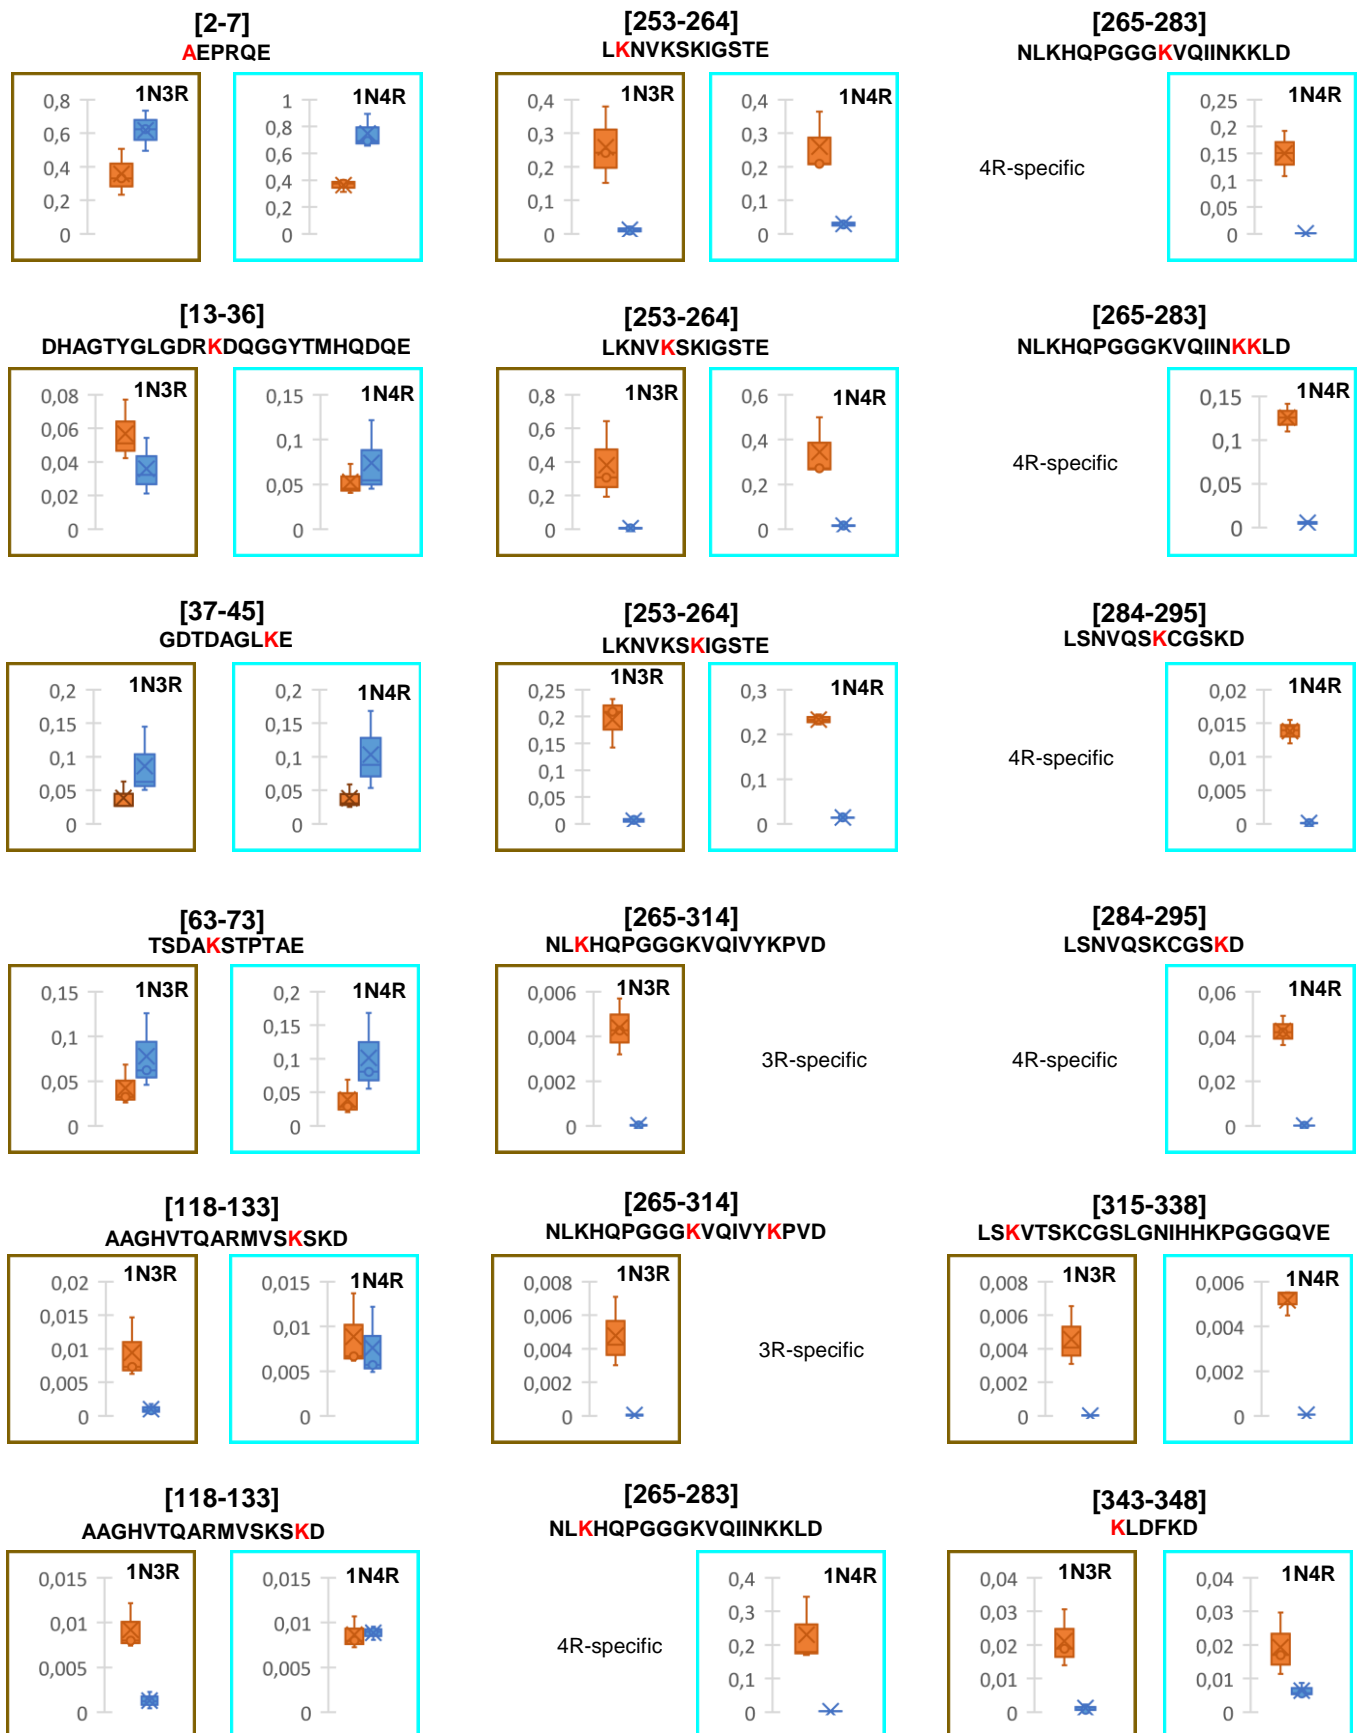 [2-7]
AEPRQE
1N3R
0,8
0,6
0,4
0,2
0
1N4R
1
0,8
0,6
0,4
0,2
0
[253-264]
LKNVKSKIGSTE
1N3R
0,4
0,3
0,2
0,1
0
1N4R
0,4
0,3
0,2
0,1
0
[265-283]
NLKHQPGGGKVQIINKKLD
4R-specific
1N4R
0,25
0,2
0,15
0,1
0,05
0
[13-36]
DHAGTYGLGDRKDQGGYTMHQDQE
1N3R
0,08
0,06
0,04
0,02
0
1N4R
0,15
0,1
0,05
0
[253-264]
LKNVKSKIGSTE
1N3R
0,8
0,6
0,4
0,2
0
1N4R
0,6
0,4
0,2
0
[265-283]
NLKHQPGGGKVQIINKKLD
4R-specific
1N4R
0,15
0,1
0,05
0
[37-45]
GDTDAGLKE
1N3R
0,2
0,15
0,1
0,05
0
1N4R
0,2
0,15
0,1
0,05
0
[253-264]
LKNVKSKIGSTE
1N3R
0,25
0,2
0,15
0,1
0,05
0
1N4R
0,3
0,2
0,1
0
[284-295]
LSNVQSKCGSKD
4R-specific
1N4R
0,02
0,015
0,01
0,005
0
[63-73]
TSDAKSTPTAE
1N3R
0,15
0,1
0,05
0
1N4R
0,2
0,15
0,1
0,05
0
[265-314]
NLKHQPGGGKVQIVYKPVD
1N3R
0,006
0,004
0,002
0
3R-specific
[284-295]
LSNVQSKCGSKD
4R-specific
1N4R
0,06
0,04
0,02
0
[118-133]
AAGHVTQARMVSKSKD
1N3R
0,02
0,015
0,01
0,005
0
1N4R
0,015
0,01
0,005
0
[265-314]
NLKHQPGGGKVQIVYKPVD
1N3R
0,008
0,006
0,004
0,002
0
3R-specific
[315-338]
LSKVTSKCGSLGNIHHKPGGGQVE
1N3R
0,008
0,006
0,004
0,002
0
1N4R
0,006
0,004
0,002
0
[118-133]
AAGHVTQARMVSKSKD
1N3R
0,015
0,01
0,005
0
1N4R
0,015
0,01
0,005
0
[265-283]
NLKHQPGGGKVQIINKKLD
4R-specific
1N4R
0,4
0,3
0,2
0,1
0
[343-348]
KLDFKD
1N3R
0,04
0,03
0,02
0,01
0
1N4R
0,04
0,03
0,02
0,01
0